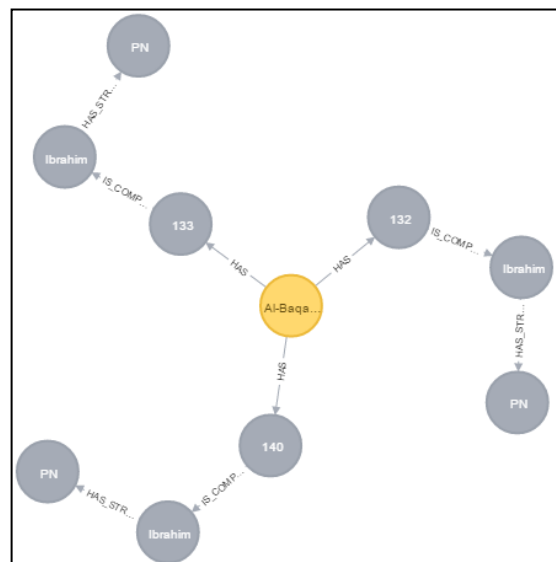 PN
HAS_STR...
Ibrahim
IS_COMP...
133
HAS
132
IS_COMP...
Ibrahim
HAS
HAS_STR...
Al-Baqa...
HAS
PN
140
IS_COMP...
PN
HAS_STR...
Ibrahim